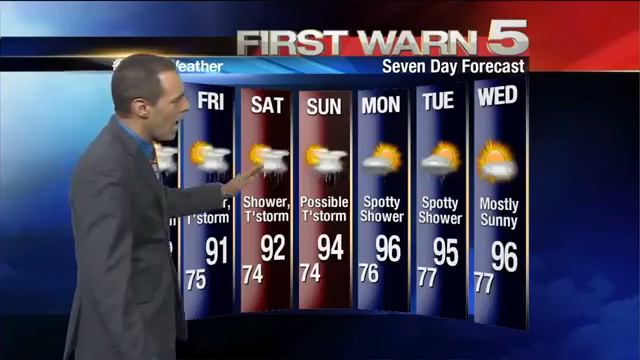 FIRST WARN 5
Weather
Seven Day Forecast
FRI SAT SUN MON TUE WED
Shower, Possible Spotty Spotty Mostly
T'storm T'storm T'storm Shower Shower Sunny
91 92 94 96 95 96
75 74 74 76 77 77